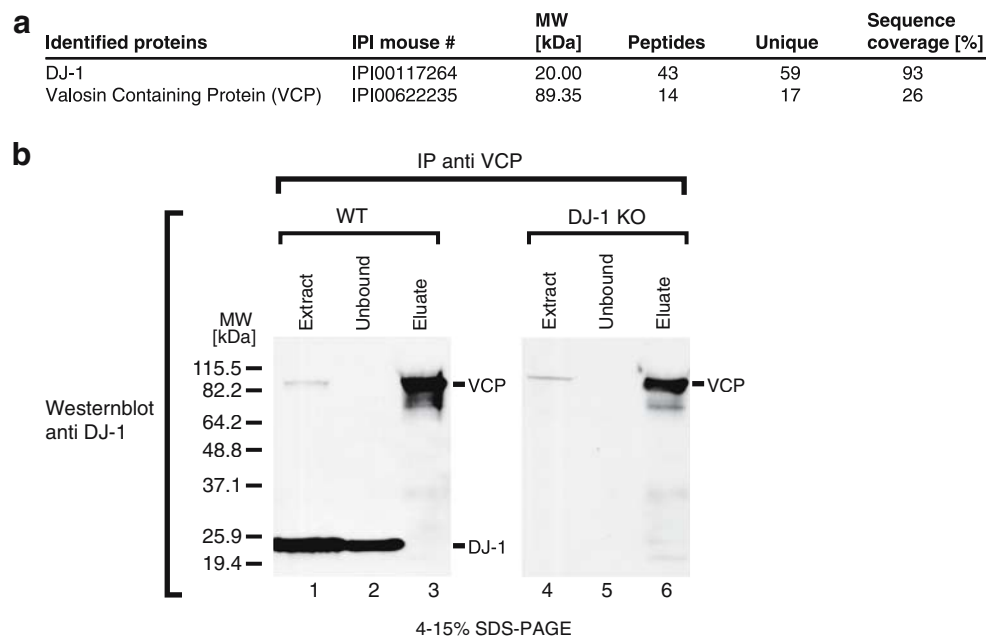 a
Identified proteins IPI mouse # MW [kDa] Peptides Unique Sequence coverage [%]
DJ-1 IPI00117264 20.00 43 59 93
Valosin Containing Protein (VCP) IPI00622235 89.35 14 17 26
b
IP anti VCP
WT DJ-1 KO
Extract Unbound Eluate Extract Unbound Eluate
MW
[kDa]
115.5
82.2
64.2
48.8
37.1
25.9
19.4
VCP
VCP
DJ-1
Westernblot
anti DJ-1
1 2 3 4 5 6
4-15% SDS-PAGE